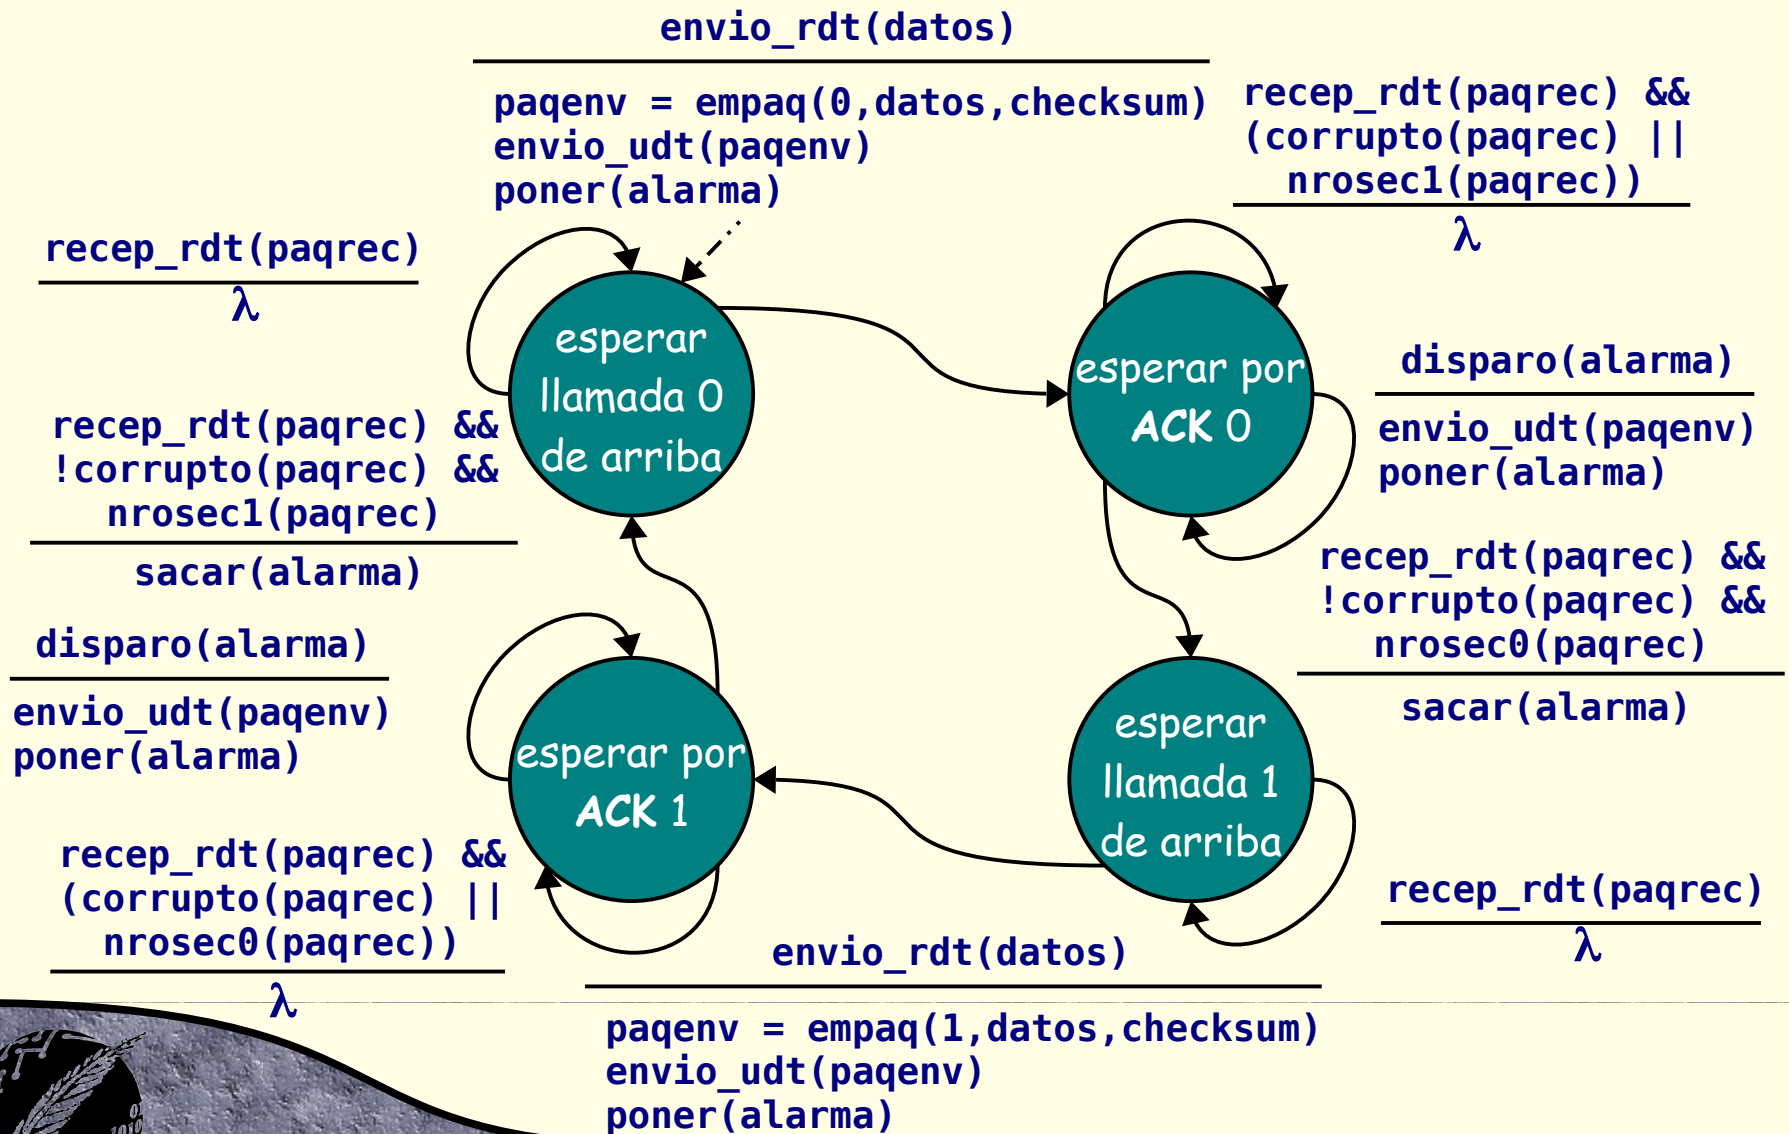 envio_rdt(datos)
paqenv = empaq(0,datos,checksum)
envio_udt(paqenv)
poner(alarma)
recep_rdt(paqrec) &&
(corrupto(paqrec) ||
nrosec1(paqrec))
λ
recep_rdt(paqrec)
λ
esperar
llamada 0
de arriba
esperar por
ACK 0
disparo(alarma)
envio_udt(paqenv)
poner(alarma)
recep_rdt(paqrec) &&
!corrupto(paqrec) &&
nrosec1(paqrec)
sacar(alarma)
recep_rdt(paqrec) &&
!corrupto(paqrec) &&
nrosec0(paqrec)
sacar(alarma)
disparo(alarma)
envio_udt(paqenv)
poner(alarma)
esperar por
ACK 1
esperar
llamada 1
de arriba
recep_rdt(paqrec) &&
(corrupto(paqrec) ||
nrosec0(paqrec))
λ
recep_rdt(paqrec)
λ
envio_rdt(datos)
paqenv = empaq(1,datos,checksum)
envio_udt(paqenv)
poner(alarma)